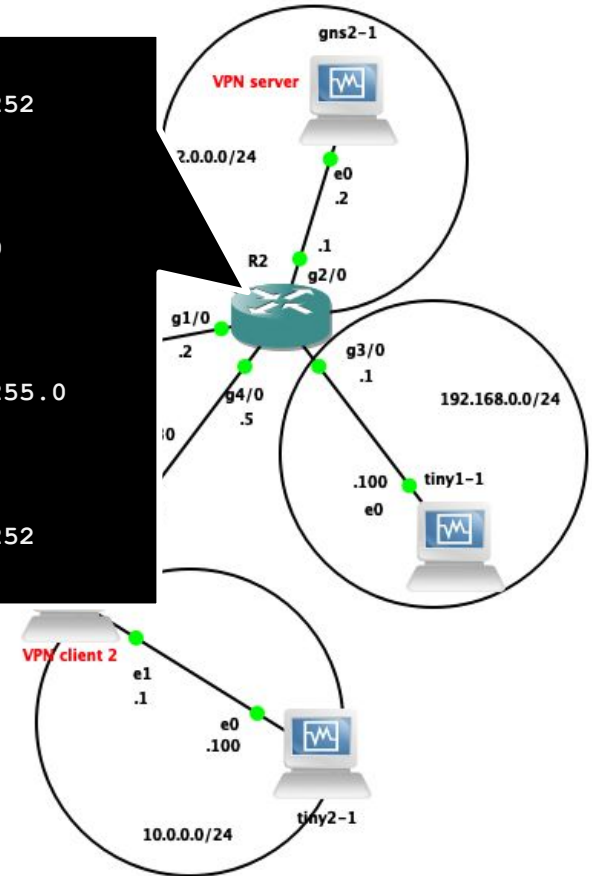 gns2-1
VPN server
2.0.0.0/24
e0
.2
.1
R2
g2/0
g1/0
.2
g3/0
.1
g4/0
.5
192.168.0.0/24
.100
tiny1-1
e0
52
255.0
252
VPN client 2
e1
.1
e0
.100
tiny2-1
10.0.0.0/24